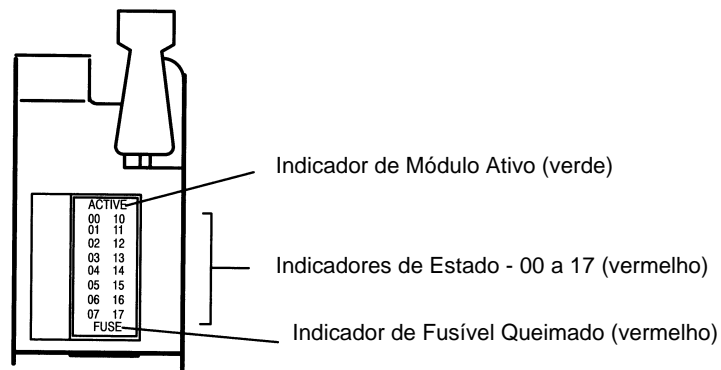 Indicador de Módulo Ativo (verde)
ACTIVE
00 10
01 11
02 12
03 13
04 14
05 15
06 16
07 17
FUSE
Indicadores de Estado - 00 a 17 (vermelho)
Indicador de Fusível Queimado (vermelho)